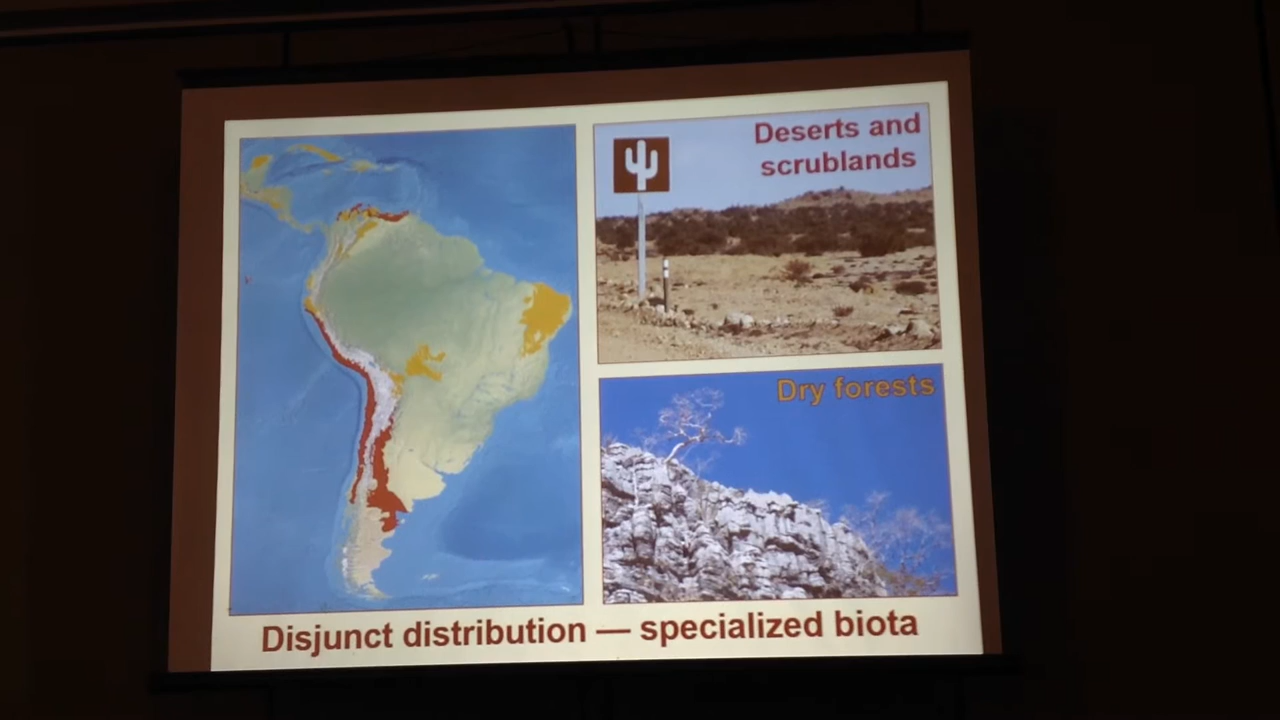 Deserts and
scrublands
Dry forests
Disjunct distribution — specialized biota